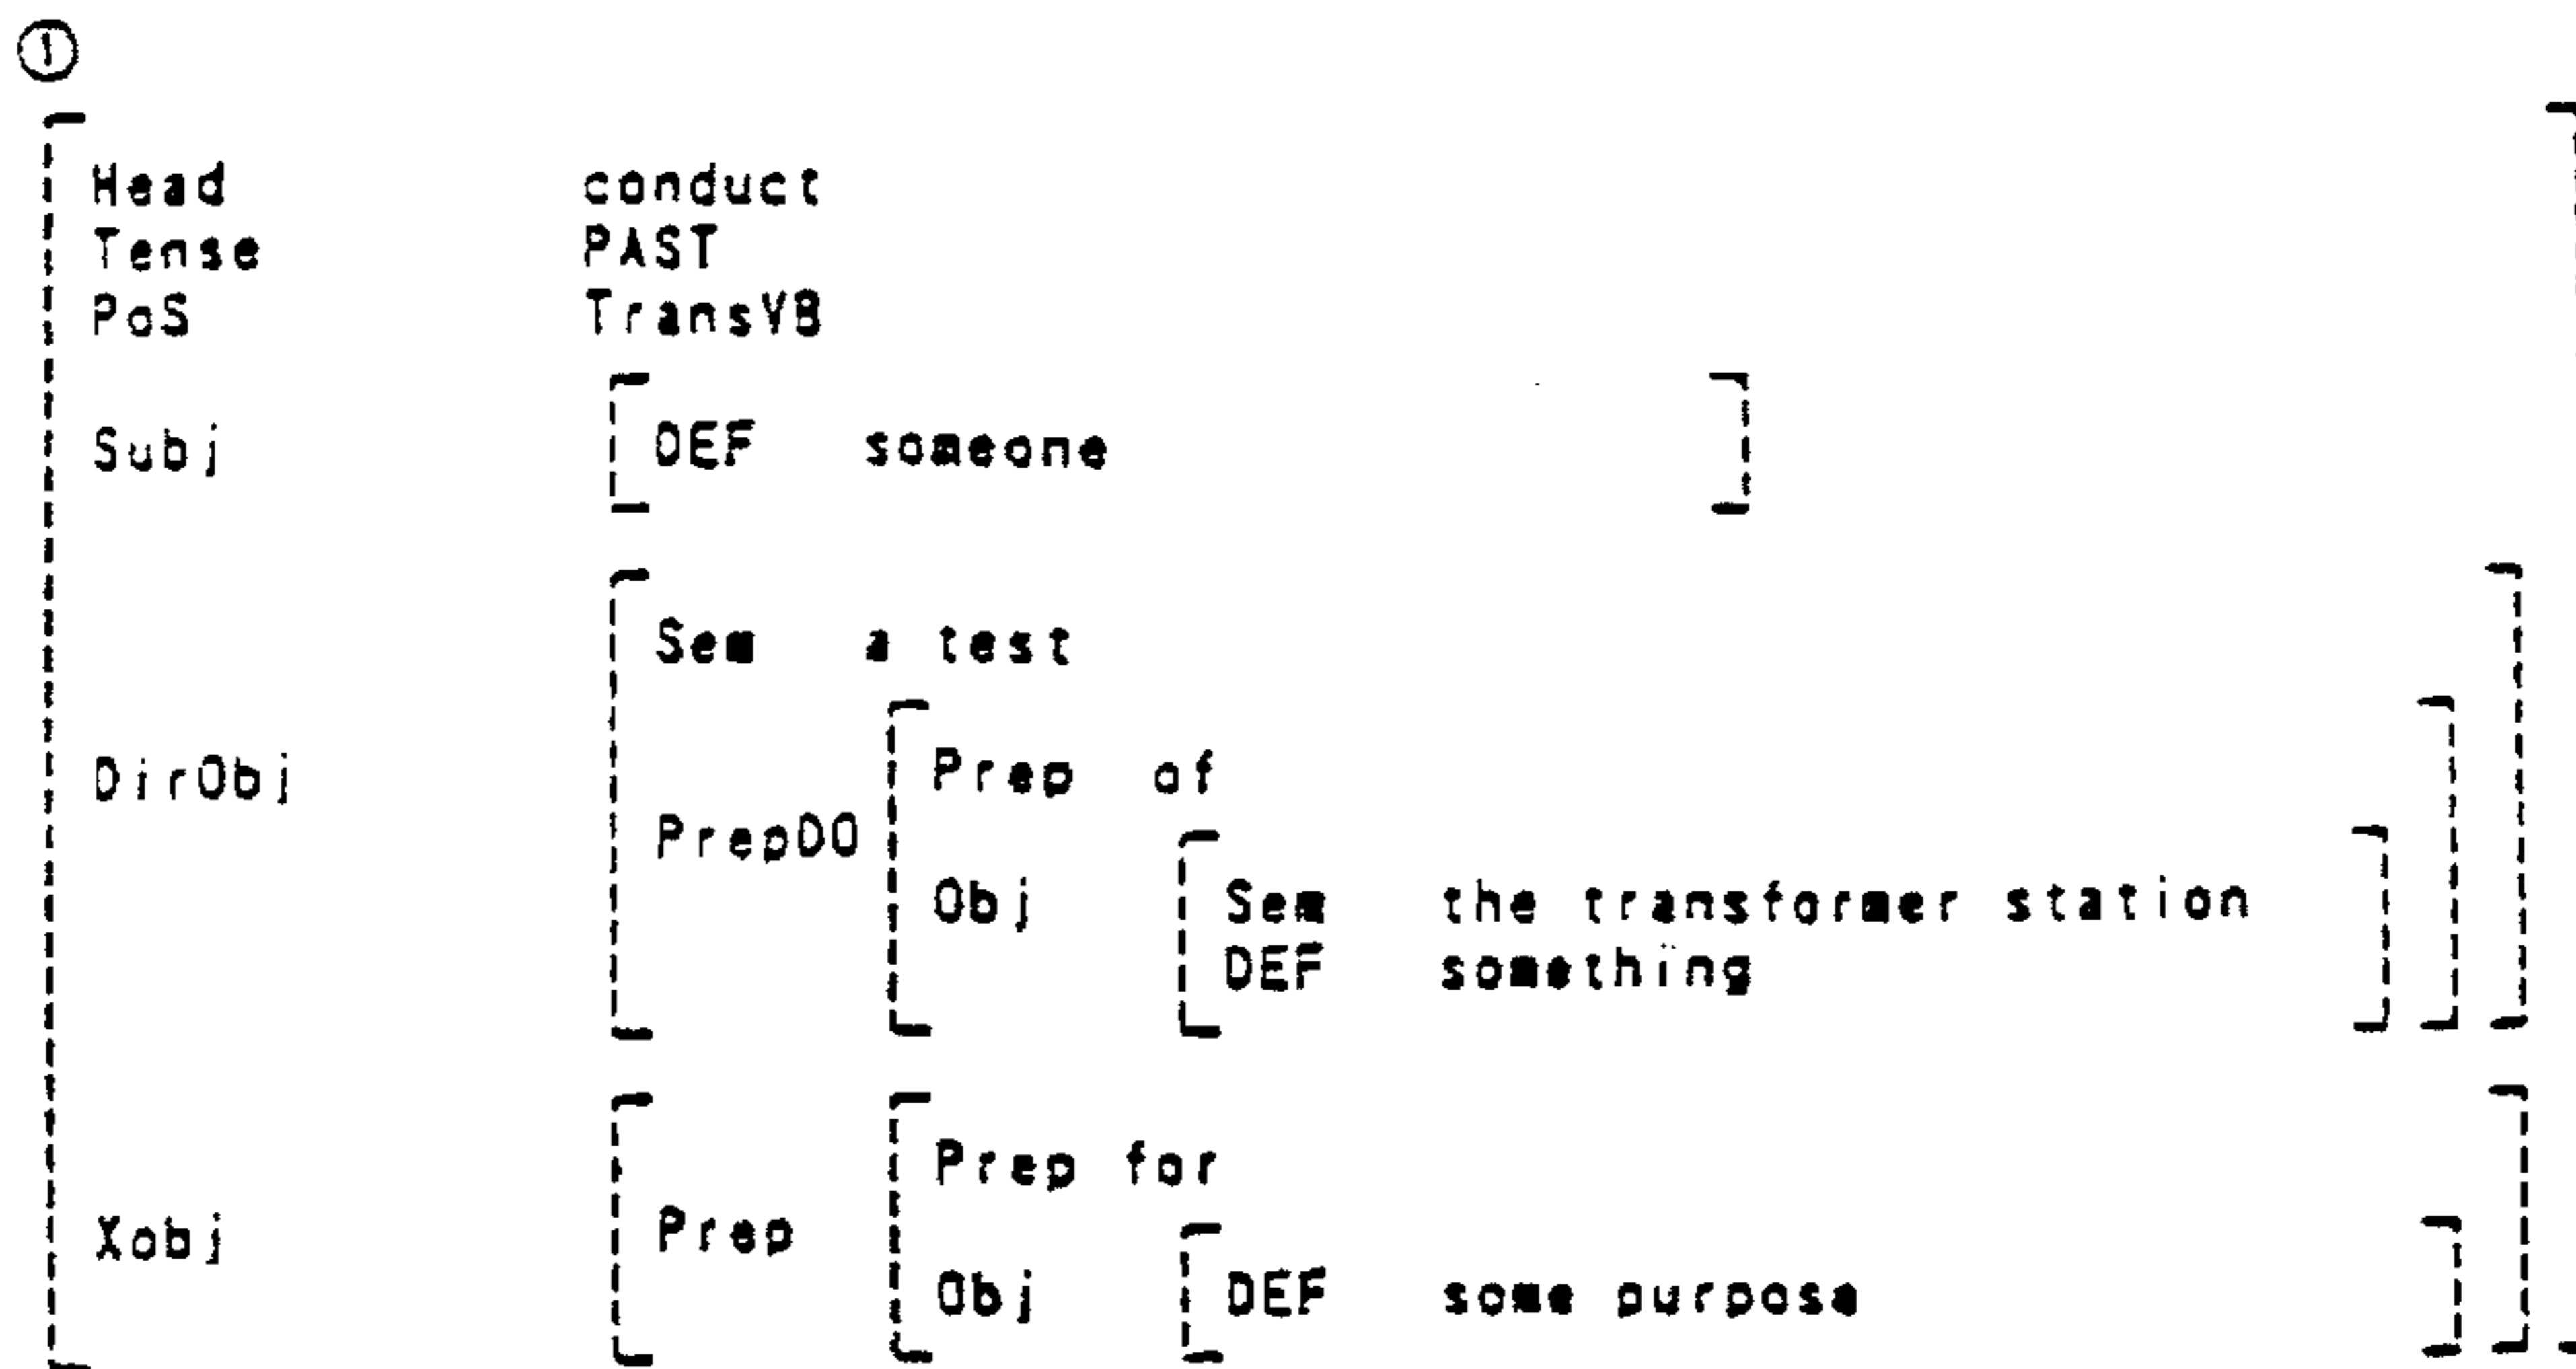 ①
Head conduct
Tense PAST
PoS TransVB
Subj DEF someone
Sem a test
DirObj Prep of
PrepDO
Obj Sem the transformer station
DEF something
Prep for
Xobj Prep
Obj DEF some purpose